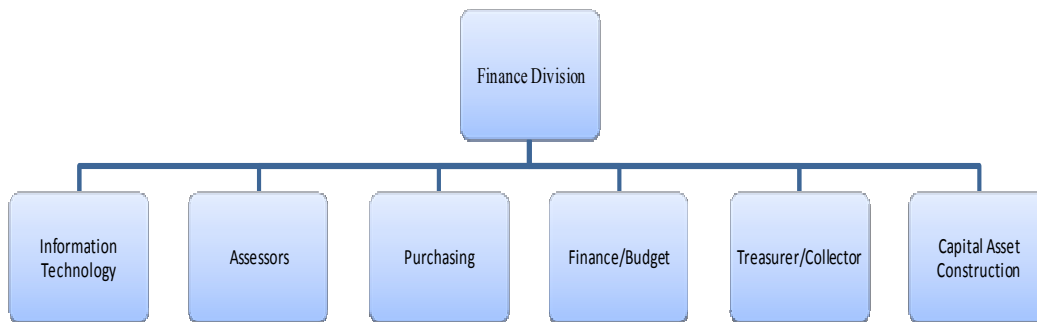 Finance Division
Information
Technology
Assessors
Purchasing
Finance/Budget
Treasurer/Collector
Capital Asset
Construction